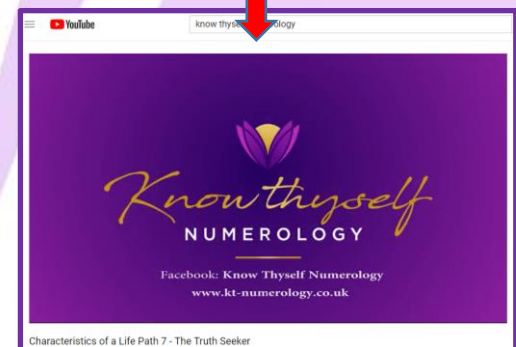 YouTube
know thyse ology
Know thyself
NUMEROLOGY
Facebook: Know Thyself Numerology
www.kt-numerology.co.uk
Characteristics of a Life Path 7 - The Truth Seeker